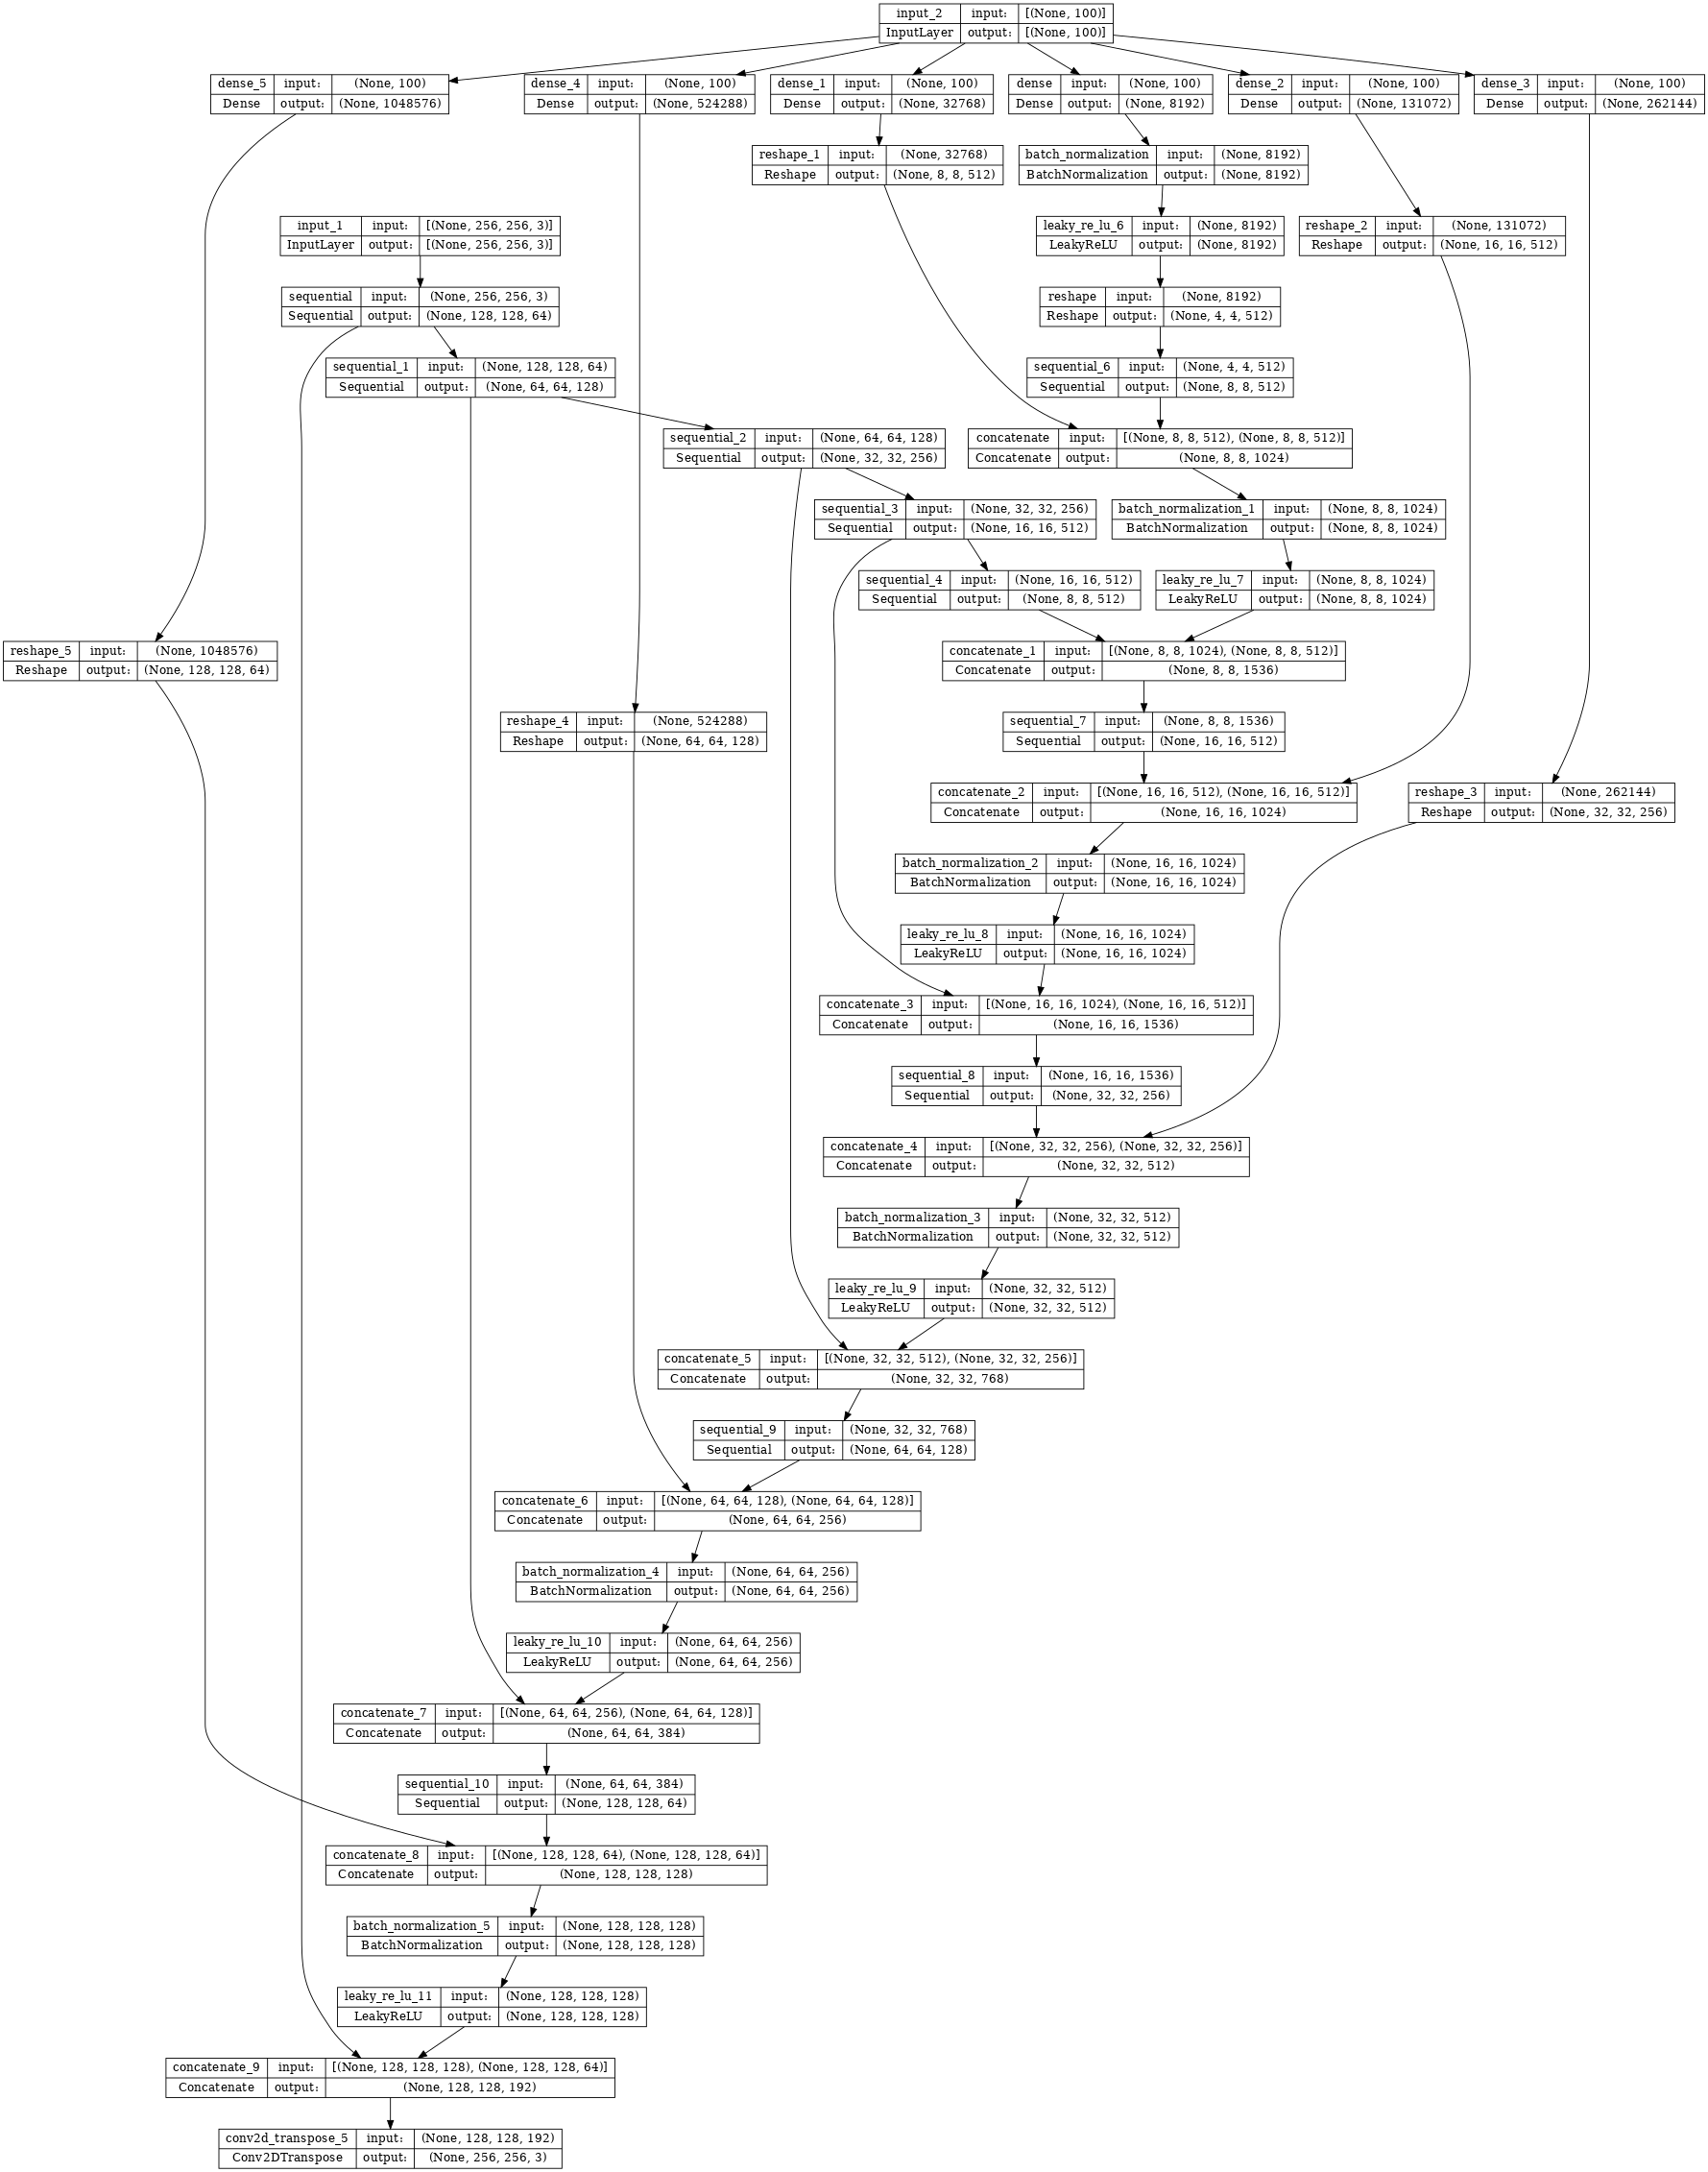 input_2 input: [(None, 100)]
InputLayer output: [(None, 100)]
dense_5 input: (None, 100)
Dense output: (None, 1048576)
dense_4 input: (None, 100)
Dense output: (None, 524288)
dense_1 input: (None, 100)
Dense output: (None, 32768)
dense input: (None, 100)
Dense output: (None, 8192)
dense_2 input: (None, 100)
Dense output: (None, 131072)
dense_3 input: (None, 100)
Dense output: (None, 262144)
reshape_1 input: (None, 32768)
Reshape output: (None, 8, 8, 512)
batch_normalization input: (None, 8192)
BatchNormalization output: (None, 8192)
input_1 input: [(None, 256, 256, 3)]
InputLayer output: [(None, 256, 256, 3)]
leaky_re_lu_6 input: (None, 8192)
LeakyReLU output: (None, 8192)
reshape_2 input: (None, 131072)
Reshape output: (None, 16, 16, 512)
sequential input: (None, 256, 256, 3)
Sequential output: (None, 128, 128, 64)
reshape input: (None, 8192)
Reshape output: (None, 4, 4, 512)
sequential_1 input: (None, 128, 128, 64)
Sequential output: (None, 64, 64, 128)
sequential_6 input: (None, 4, 4, 512)
Sequential output: (None, 8, 8, 512)
sequential_2 input: (None, 64, 64, 128)
Sequential output: (None, 32, 32, 256)
concatenate input: [(None, 8, 8, 512), (None, 8, 8, 512)]
Concatenate output: (None, 8, 8, 1024)
sequential_3 input: (None, 32, 32, 256)
Sequential output: (None, 16, 16, 512)
batch_normalization_1 input: (None, 8, 8, 1024)
BatchNormalization output: (None, 8, 8, 1024)
sequential_4 input: (None, 16, 16, 512)
Sequential output: (None, 8, 8, 512)
leaky_re_lu_7 input: (None, 8, 8, 1024)
LeakyReLU output: (None, 8, 8, 1024)
reshape_5 input: (None, 1048576)
Reshape output: (None, 128, 128, 64)
concatenate_1 input: [(None, 8, 8, 1024), (None, 8, 8, 512)]
Concatenate output: (None, 8, 8, 1536)
reshape_4 input: (None, 524288)
Reshape output: (None, 64, 64, 128)
sequential_7 input: (None, 8, 8, 1536)
Sequential output: (None, 16, 16, 512)
concatenate_2 input: [(None, 16, 16, 512), (None, 16, 16, 512)]
Concatenate output: (None, 16, 16, 1024)
reshape_3 input: (None, 262144)
Reshape output: (None, 32, 32, 256)
batch_normalization_2 input: (None, 16, 16, 1024)
BatchNormalization output: (None, 16, 16, 1024)
leaky_re_lu_8 input: (None, 16, 16, 1024)
LeakyReLU output: (None, 16, 16, 1024)
concatenate_3 input: [(None, 16, 16, 1024), (None, 16, 16, 512)]
Concatenate output: (None, 16, 16, 1536)
sequential_8 input: (None, 16, 16, 1536)
Sequential output: (None, 32, 32, 256)
concatenate_4 input: [(None, 32, 32, 256), (None, 32, 32, 256)]
Concatenate output: (None, 32, 32, 512)
batch_normalization_3 input: (None, 32, 32, 512)
BatchNormalization output: (None, 32, 32, 512)
leaky_re_lu_9 input: (None, 32, 32, 512)
LeakyReLU output: (None, 32, 32, 512)
concatenate_5 input: [(None, 32, 32, 512), (None, 32, 32, 256)]
Concatenate output: (None, 32, 32, 768)
sequential_9 input: (None, 32, 32, 768)
Sequential output: (None, 64, 64, 128)
concatenate_6 input: [(None, 64, 64, 128), (None, 64, 64, 128)]
Concatenate output: (None, 64, 64, 256)
batch_normalization_4 input: (None, 64, 64, 256)
BatchNormalization output: (None, 64, 64, 256)
leaky_re_lu_10 input: (None, 64, 64, 256)
LeakyReLU output: (None, 64, 64, 256)
concatenate_7 input: [(None, 64, 64, 256), (None, 64, 64, 128)]
Concatenate output: (None, 64, 64, 384)
sequential_10 input: (None, 64, 64, 384)
Sequential output: (None, 128, 128, 64)
concatenate_8 input: [(None, 128, 128, 64), (None, 128, 128, 64)]
Concatenate output: (None, 128, 128, 128)
batch_normalization_5 input: (None, 128, 128, 128)
BatchNormalization output: (None, 128, 128, 128)
leaky_re_lu_11 input: (None, 128, 128, 128)
LeakyReLU output: (None, 128, 128, 128)
concatenate_9 input: [(None, 128, 128, 128), (None, 128, 128, 64)]
Concatenate output: (None, 128, 128, 192)
conv2d_transpose_5 input: (None, 128, 128, 192)
Conv2DTranspose output: (None, 256, 256, 3)